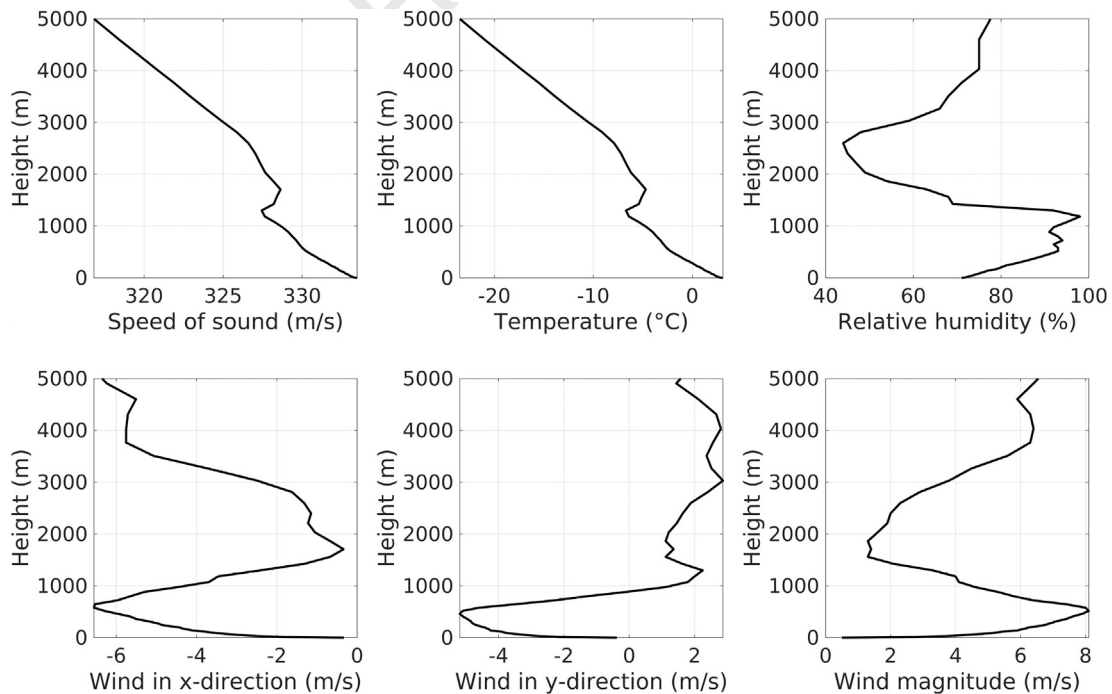 5000
4000
3000
2000
1000
0
Height (m)
320 325 330
Speed of sound (m/s)
5000
4000
3000
2000
1000
0
Height (m)
-20 -10 0
Temperature (°C)
5000
4000
3000
2000
1000
0
Height (m)
40 60 80 100
Relative humidity (%)
5000
4000
3000
2000
1000
0
Height (m)
-6 -4 -2 0
Wind in x-direction (m/s)
5000
4000
3000
2000
1000
0
Height (m)
-4 -2 0 2
Wind in y-direction (m/s)
5000
4000
3000
2000
1000
0
Height (m)
0 2 4 6 8
Wind magnitude (m/s)